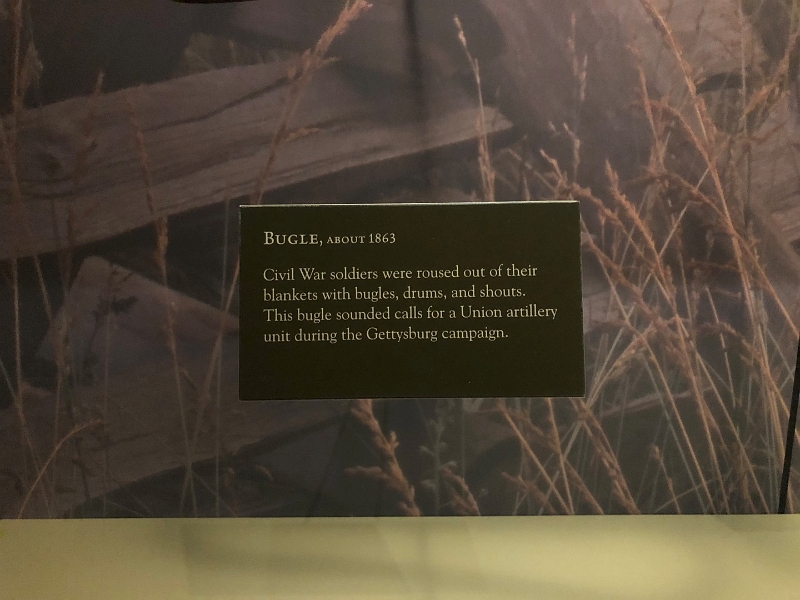 BUGLE, ABOUT 1863
Civil War soldiers were roused out of their
blankets with bugles, drums, and shouts.
This bugle sounded calls for a Union artillery
unit during the Gettysburg campaign.